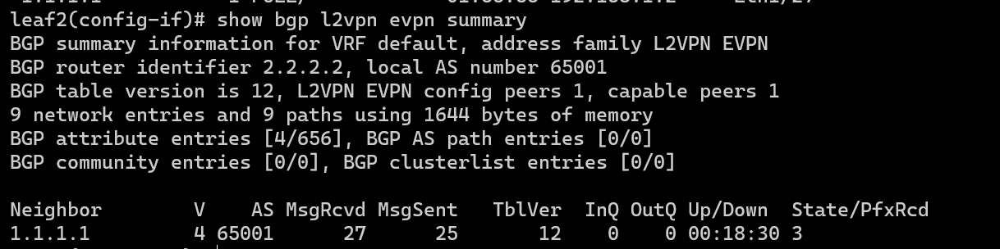 leaf2(config-if)# show bgp l2vpn evpn summary
BGP summary information for VRF default, address family L2VPN EVPN
BGP router identifier 2.2.2.2, local AS number 65001
BGP table version is 12, L2VPN EVPN config peers 1, capable peers 1
9 network entries and 9 paths using 1644 bytes of memory
BGP attribute entries [4/656], BGP AS path entries [0/0]
BGP community entries [0/0], BGP clusterlist entries [0/0]
Neighbor        V    AS MsgRcvd MsgSent   TblVer  InQ OutQ Up/Down  State/PfxRcd
1.1.1.1         4 65001      27      25       12    0    0 00:18:30 3